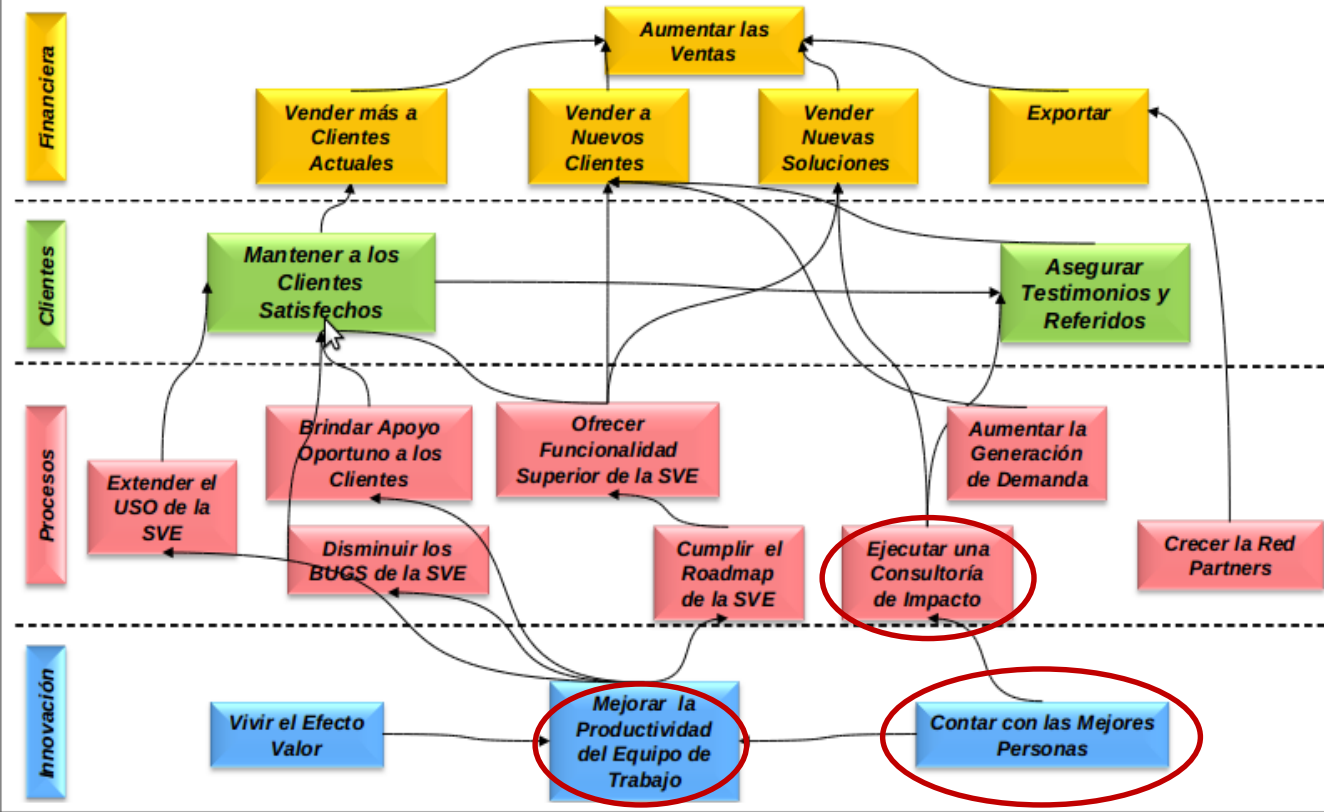 Financiera
Aumentar las
Ventas
Vender más a
Clientes
Actuales
Vender a
Nuevos
Clientes
Vender
Nuevas
Soluciones
Exportar
Clientes
Mantener a los
Clientes
Satisfechos
Asegurar
Testimonios y
Referidos
Procesos
Extender el
USO de la
SVE
Brindar Apoyo
Oportuno a los
Clientes
Ofrecer
Funcionalidad
Superior de la SVE
Aumentar la
Generación
de Demanda
Disminuir los
BUGS de la SVE
Cumplir el
Roadmap
de la SVE
Ejecutar una
Consultoría
de Impacto
Crecer la Red
Partners
Innovación
Vivir el Efecto
Valor
Mejorar la
Productividad
del Equipo de
Trabajo
Contar con las Mejores
Personas